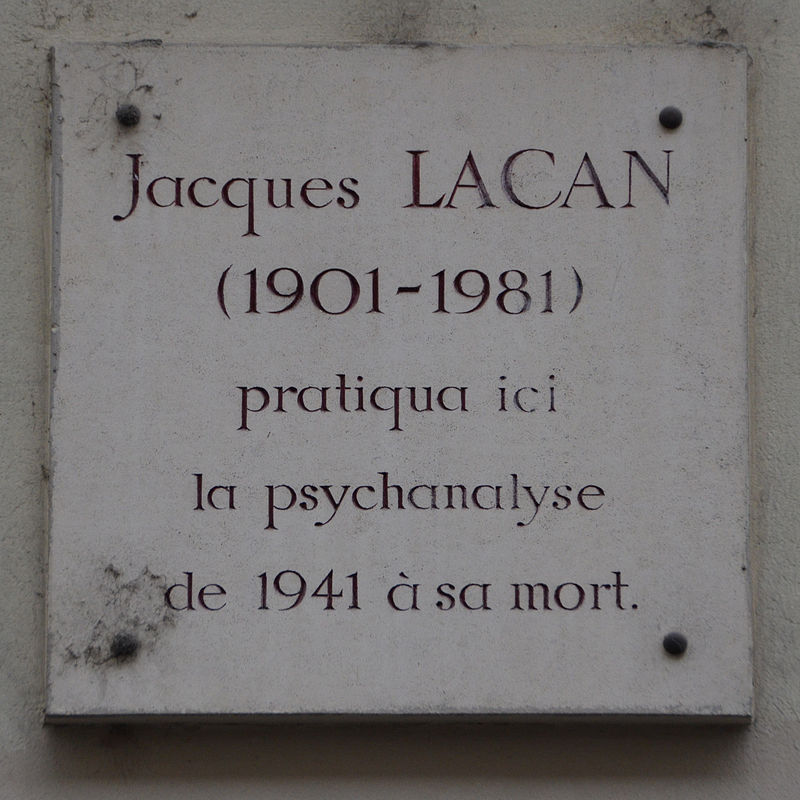 Jacques LACAN
(1901-1981)
pratiqua ici
la psychanalyse
de 1941 à sa mort.